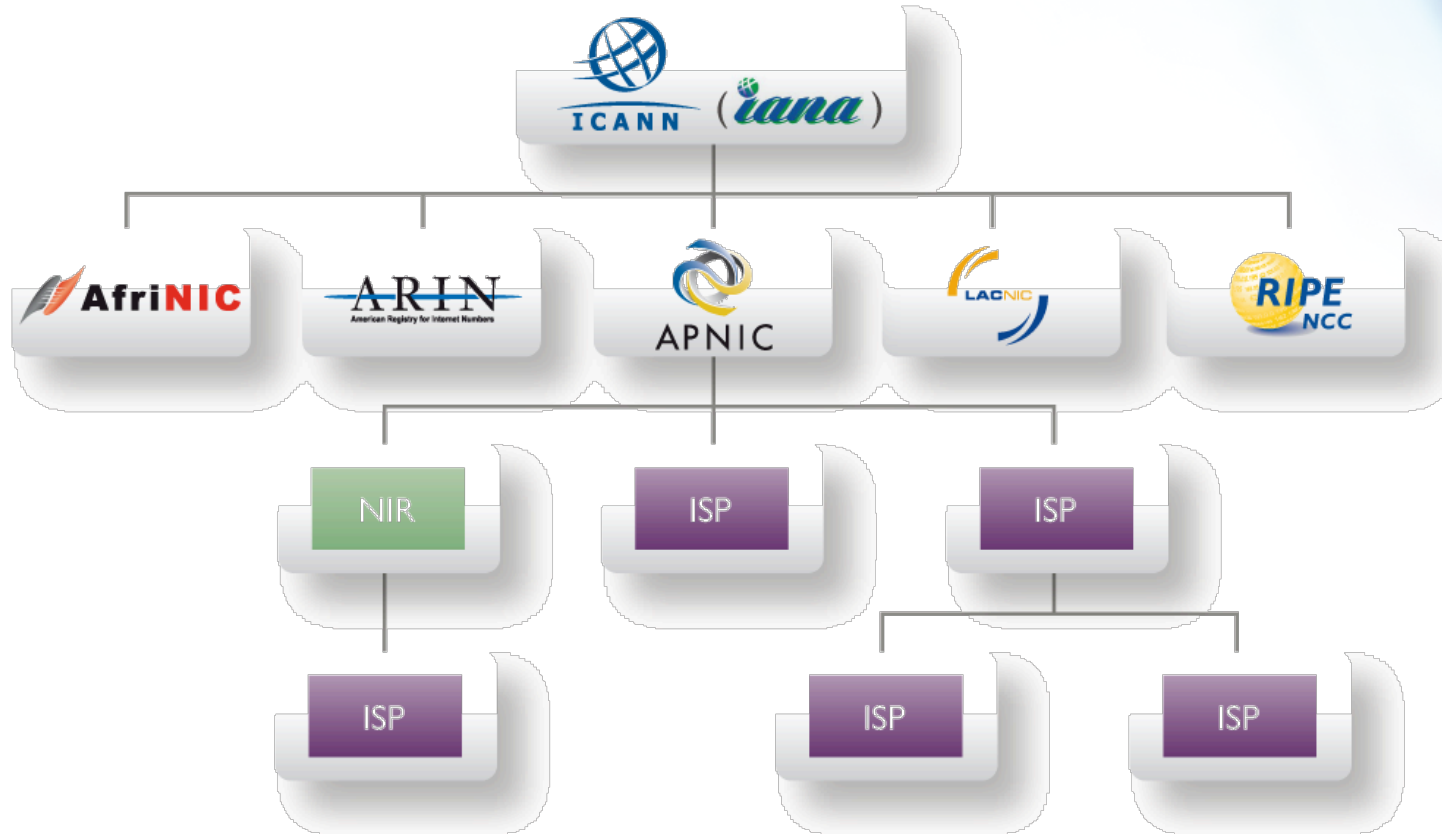 ICANN (iana)
AfriNIC
ARIN
American Registry for Internet Numbers
APNIC
LACNIC
RIPE
NCC
NIR
ISP
ISP
ISP
ISP
ISP